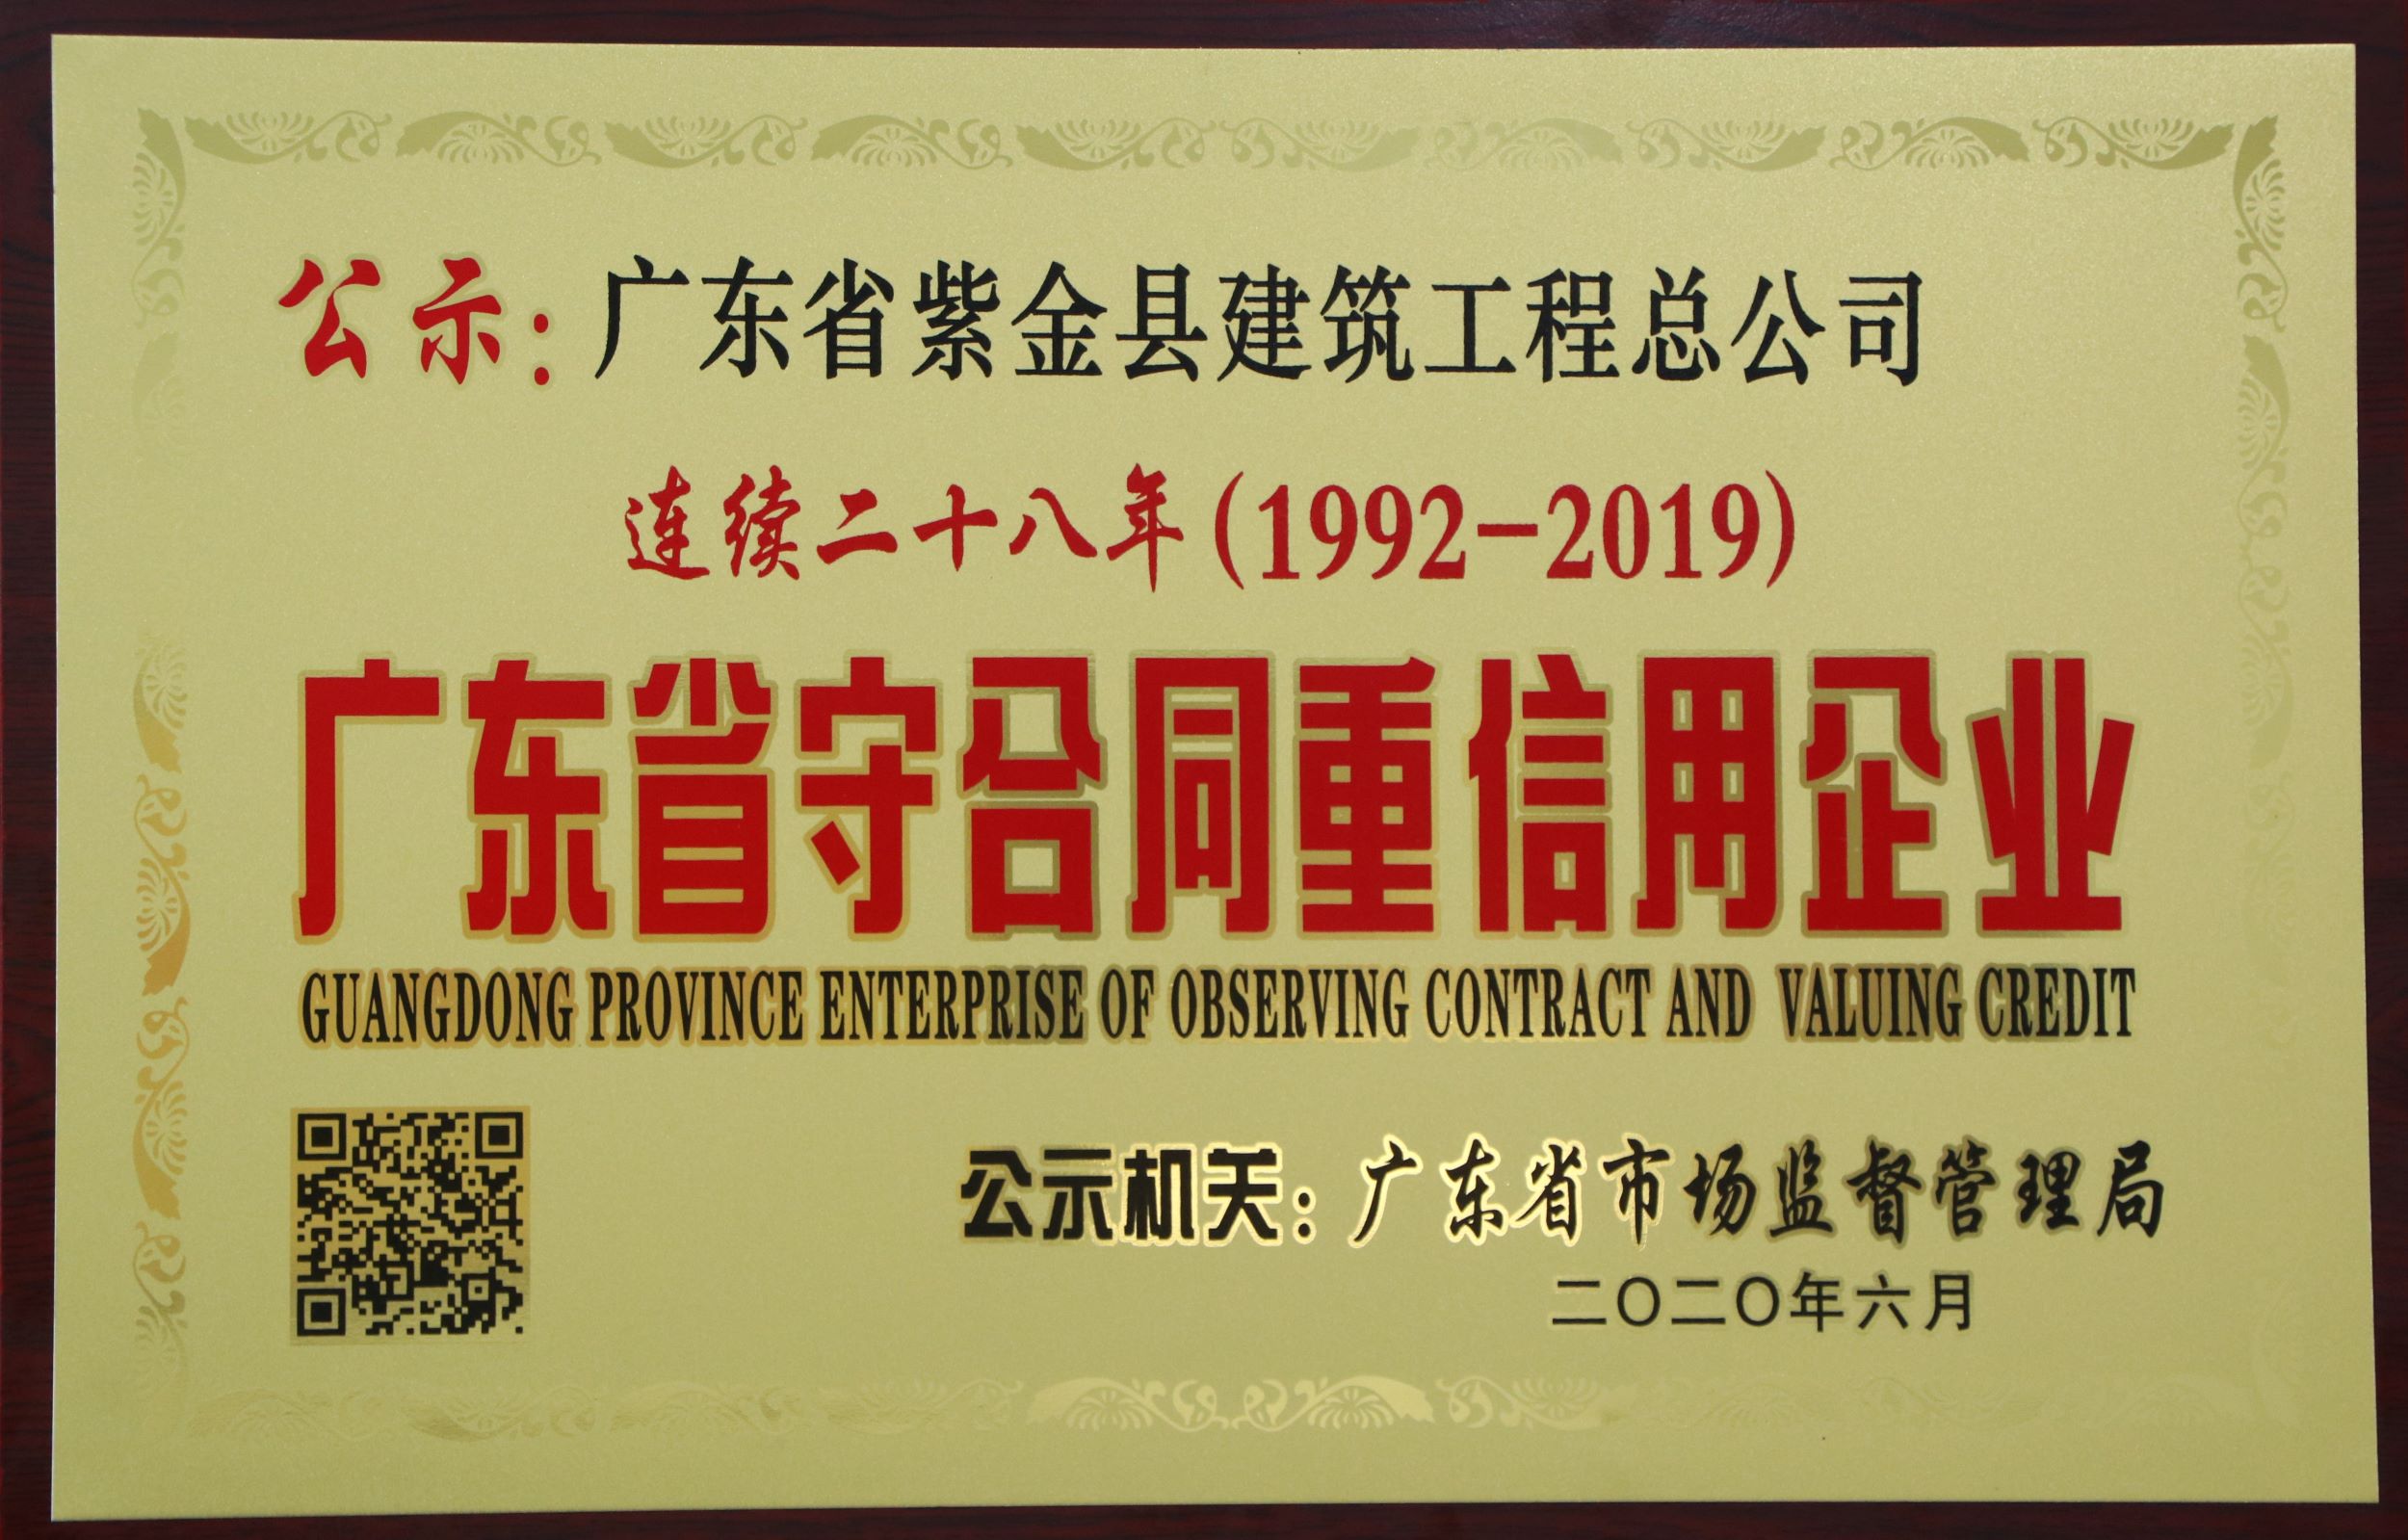 公示：广东省紫金县建筑工程总公司
连续二十八年(1992-2019)
广东省守合同重信用企业
GUANGDONG PROVINCE ENTERPRISE OF OBSERVING CONTRACT AND VALUING CREDIT
公示机关：广东省市场监督管理局
二〇二〇年六月